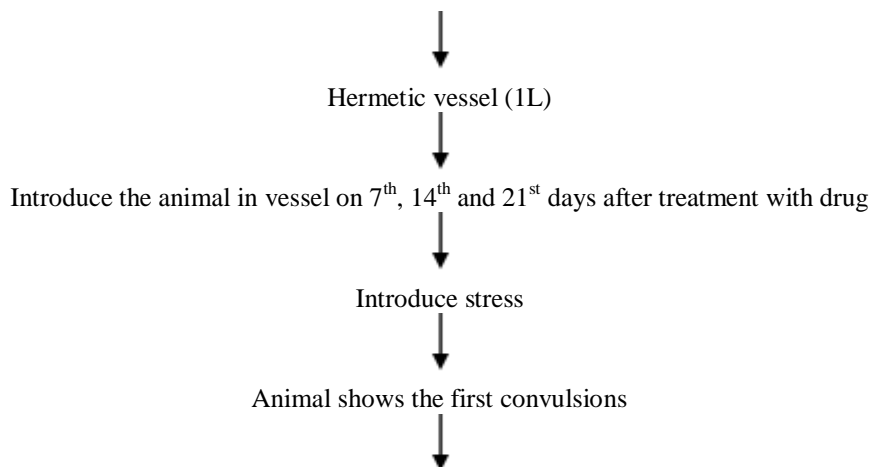 Hermetic vessel (1L)
Introduce the animal in vessel on 7th, 14th and 21st days after treatment with drug
Introduce stress
Animal shows the first convulsions